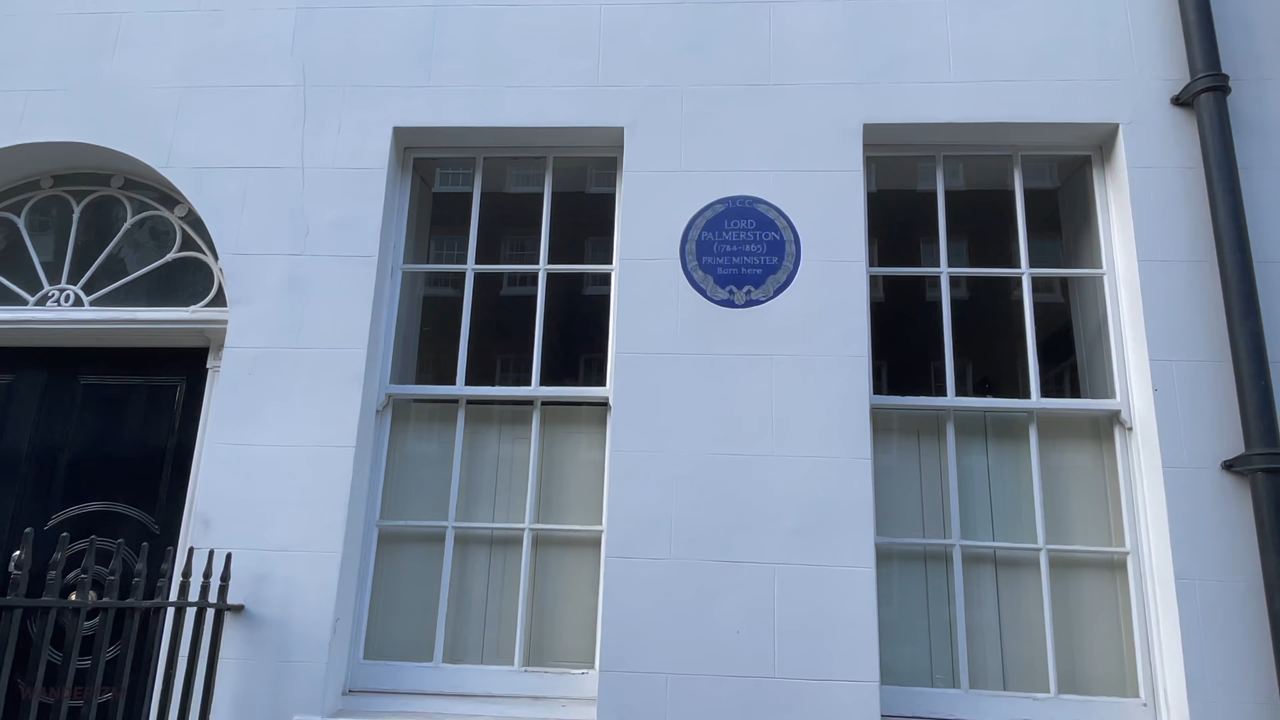 20
L.C.C
LORD
PALMERSTON
(1784-1865)
PRIME MINISTER
Born here